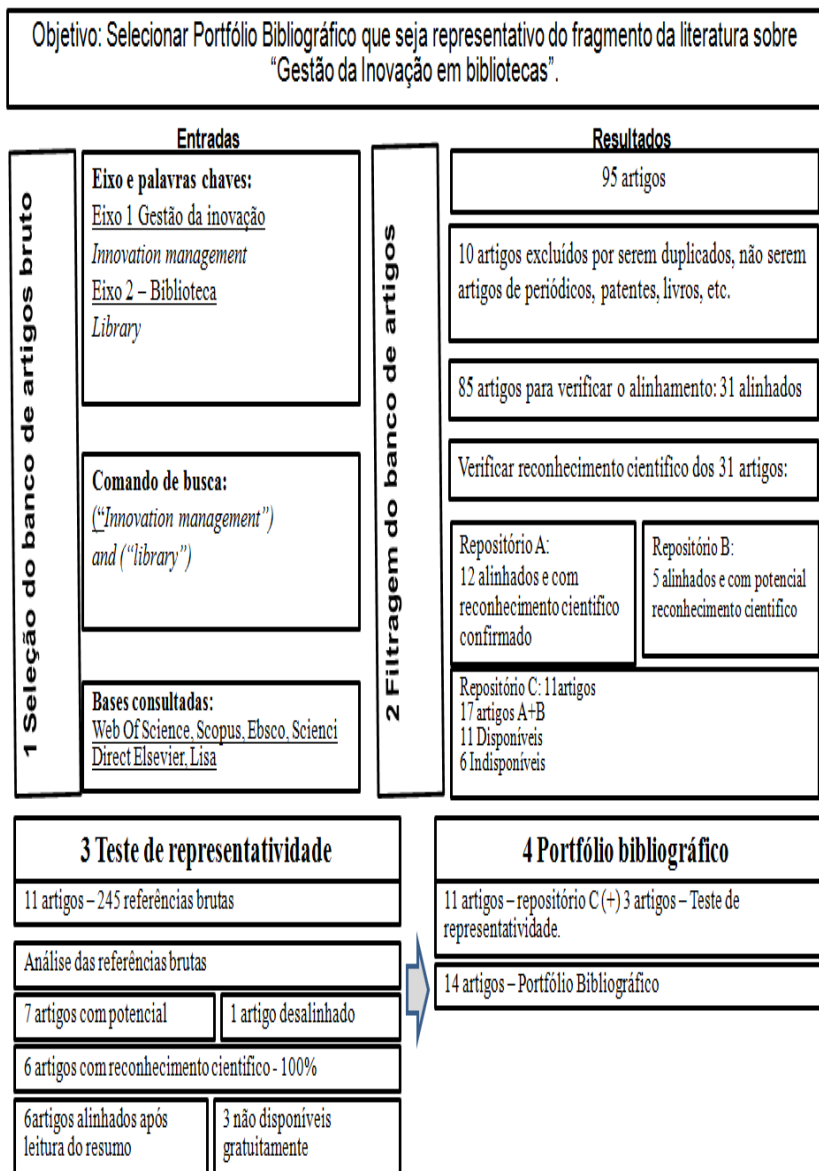 Objetivo: Selecionar Portfólio Bibliográfico que seja representativo do fragmento da literatura sobre
“Gestão da Inovação em bibliotecas”.
1 Seleção do banco de artigos bruto
Entradas
Eixo e palavras chaves:
Eixo 1 Gestão da inovação
Innovation management
Eixo 2 – Biblioteca
Library
Comando de busca:
(“Innovation management”)
and (“library”)
Bases consultadas:
Web Of Science, Scopus, Ebsco, Scienci
Direct Elsevier, Lisa
2 Filtragem do banco de artigos
Resultados
95 artigos
10 artigos excluídos por serem duplicados, não serem
artigos de periódicos, patentes, livros, etc.
85 artigos para verificar o alinhamento: 31 alinhados
Verificar reconhecimento cientifico dos 31 artigos:
Repositório A:
12 alinhados e com
reconhecimento cientifico
confirmado
Repositório B:
5 alinhados e com potencial
reconhecimento cientifico
Repositório C: 11artigos
17 artigos A+B
11 Disponíveis
6 Indisponíveis
3 Teste de representatividade
11 artigos – 245 referências brutas
Análise das referências brutas
7 artigos com potencial
1 artigo desalinhado
6 artigos com reconhecimento cientifico - 100%
6artigos alinhados após
leitura do resumo
3 não disponíveis
gratuitamente
4 Portfólio bibliográfico
11 artigos – repositório C (+) 3 artigos – Teste de
representatividade.
14 artigos – Portfólio Bibliográfico